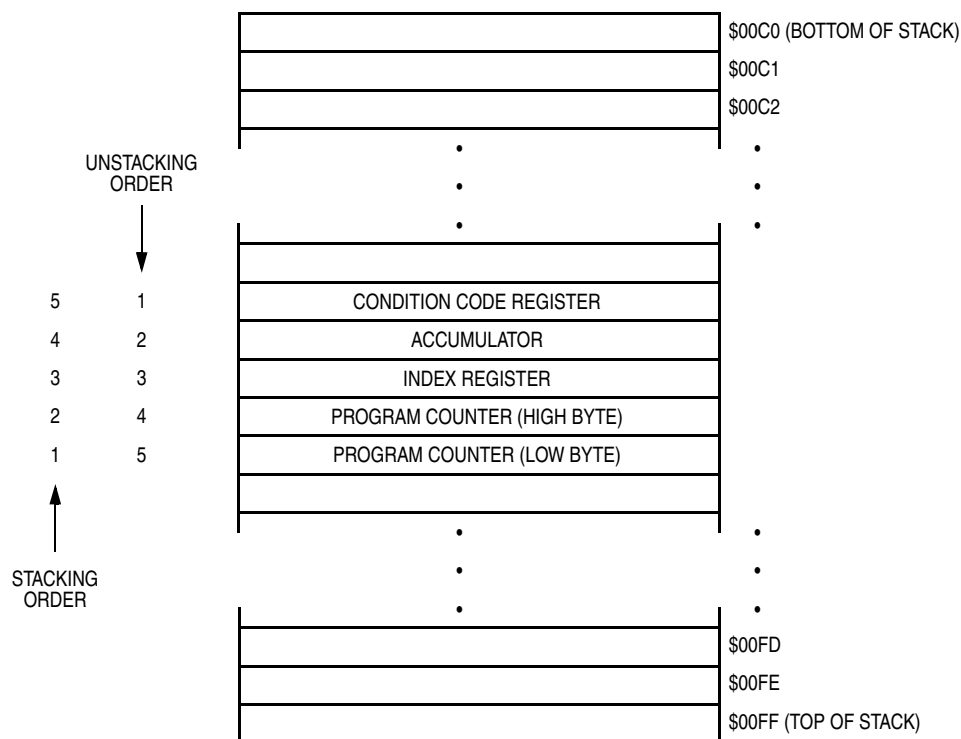 $00C0 (BOTTOM OF STACK)
$00C1
$00C2
UNSTACKING
ORDER
5 1 CONDITION CODE REGISTER
4 2 ACCUMULATOR
3 3 INDEX REGISTER
2 4 PROGRAM COUNTER (HIGH BYTE)
1 5 PROGRAM COUNTER (LOW BYTE)
STACKING
ORDER
$00FD
$00FE
$00FF (TOP OF STACK)